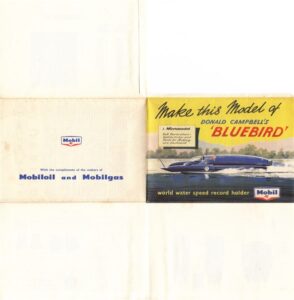 Mobil
With the compliments of the makers of
Mobiloil and Mobilgas
Make this Model of
DONALD CAMPBELL'S
'BLUEBIRD'
world water speed record holder
Mobil